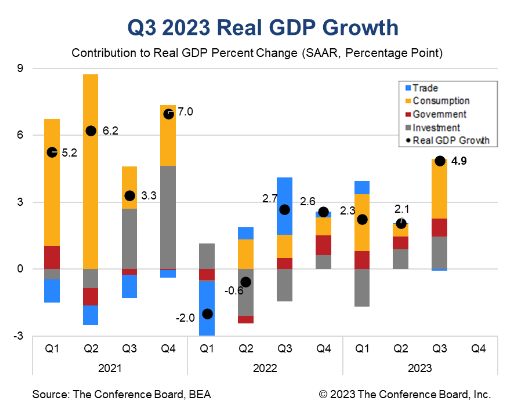 Q3 2023 Real GDP Growth
Contribution to Real GDP Percent Change (SAAR, Percentage Point)
9
6
3
0
-3
Trade
Consumption
Government
Investment
Real GDP Growth
5.2
6.2
3.3
7.0
-2.0
-0.6
2.7
2.6
2.3
2.1
4.9
Q1 Q2 Q3 Q4 Q1 Q2 Q3 Q4 Q1 Q2 Q3 Q4
2021 2022 2023
Source: The Conference Board, BEA © 2023 The Conference Board, Inc.